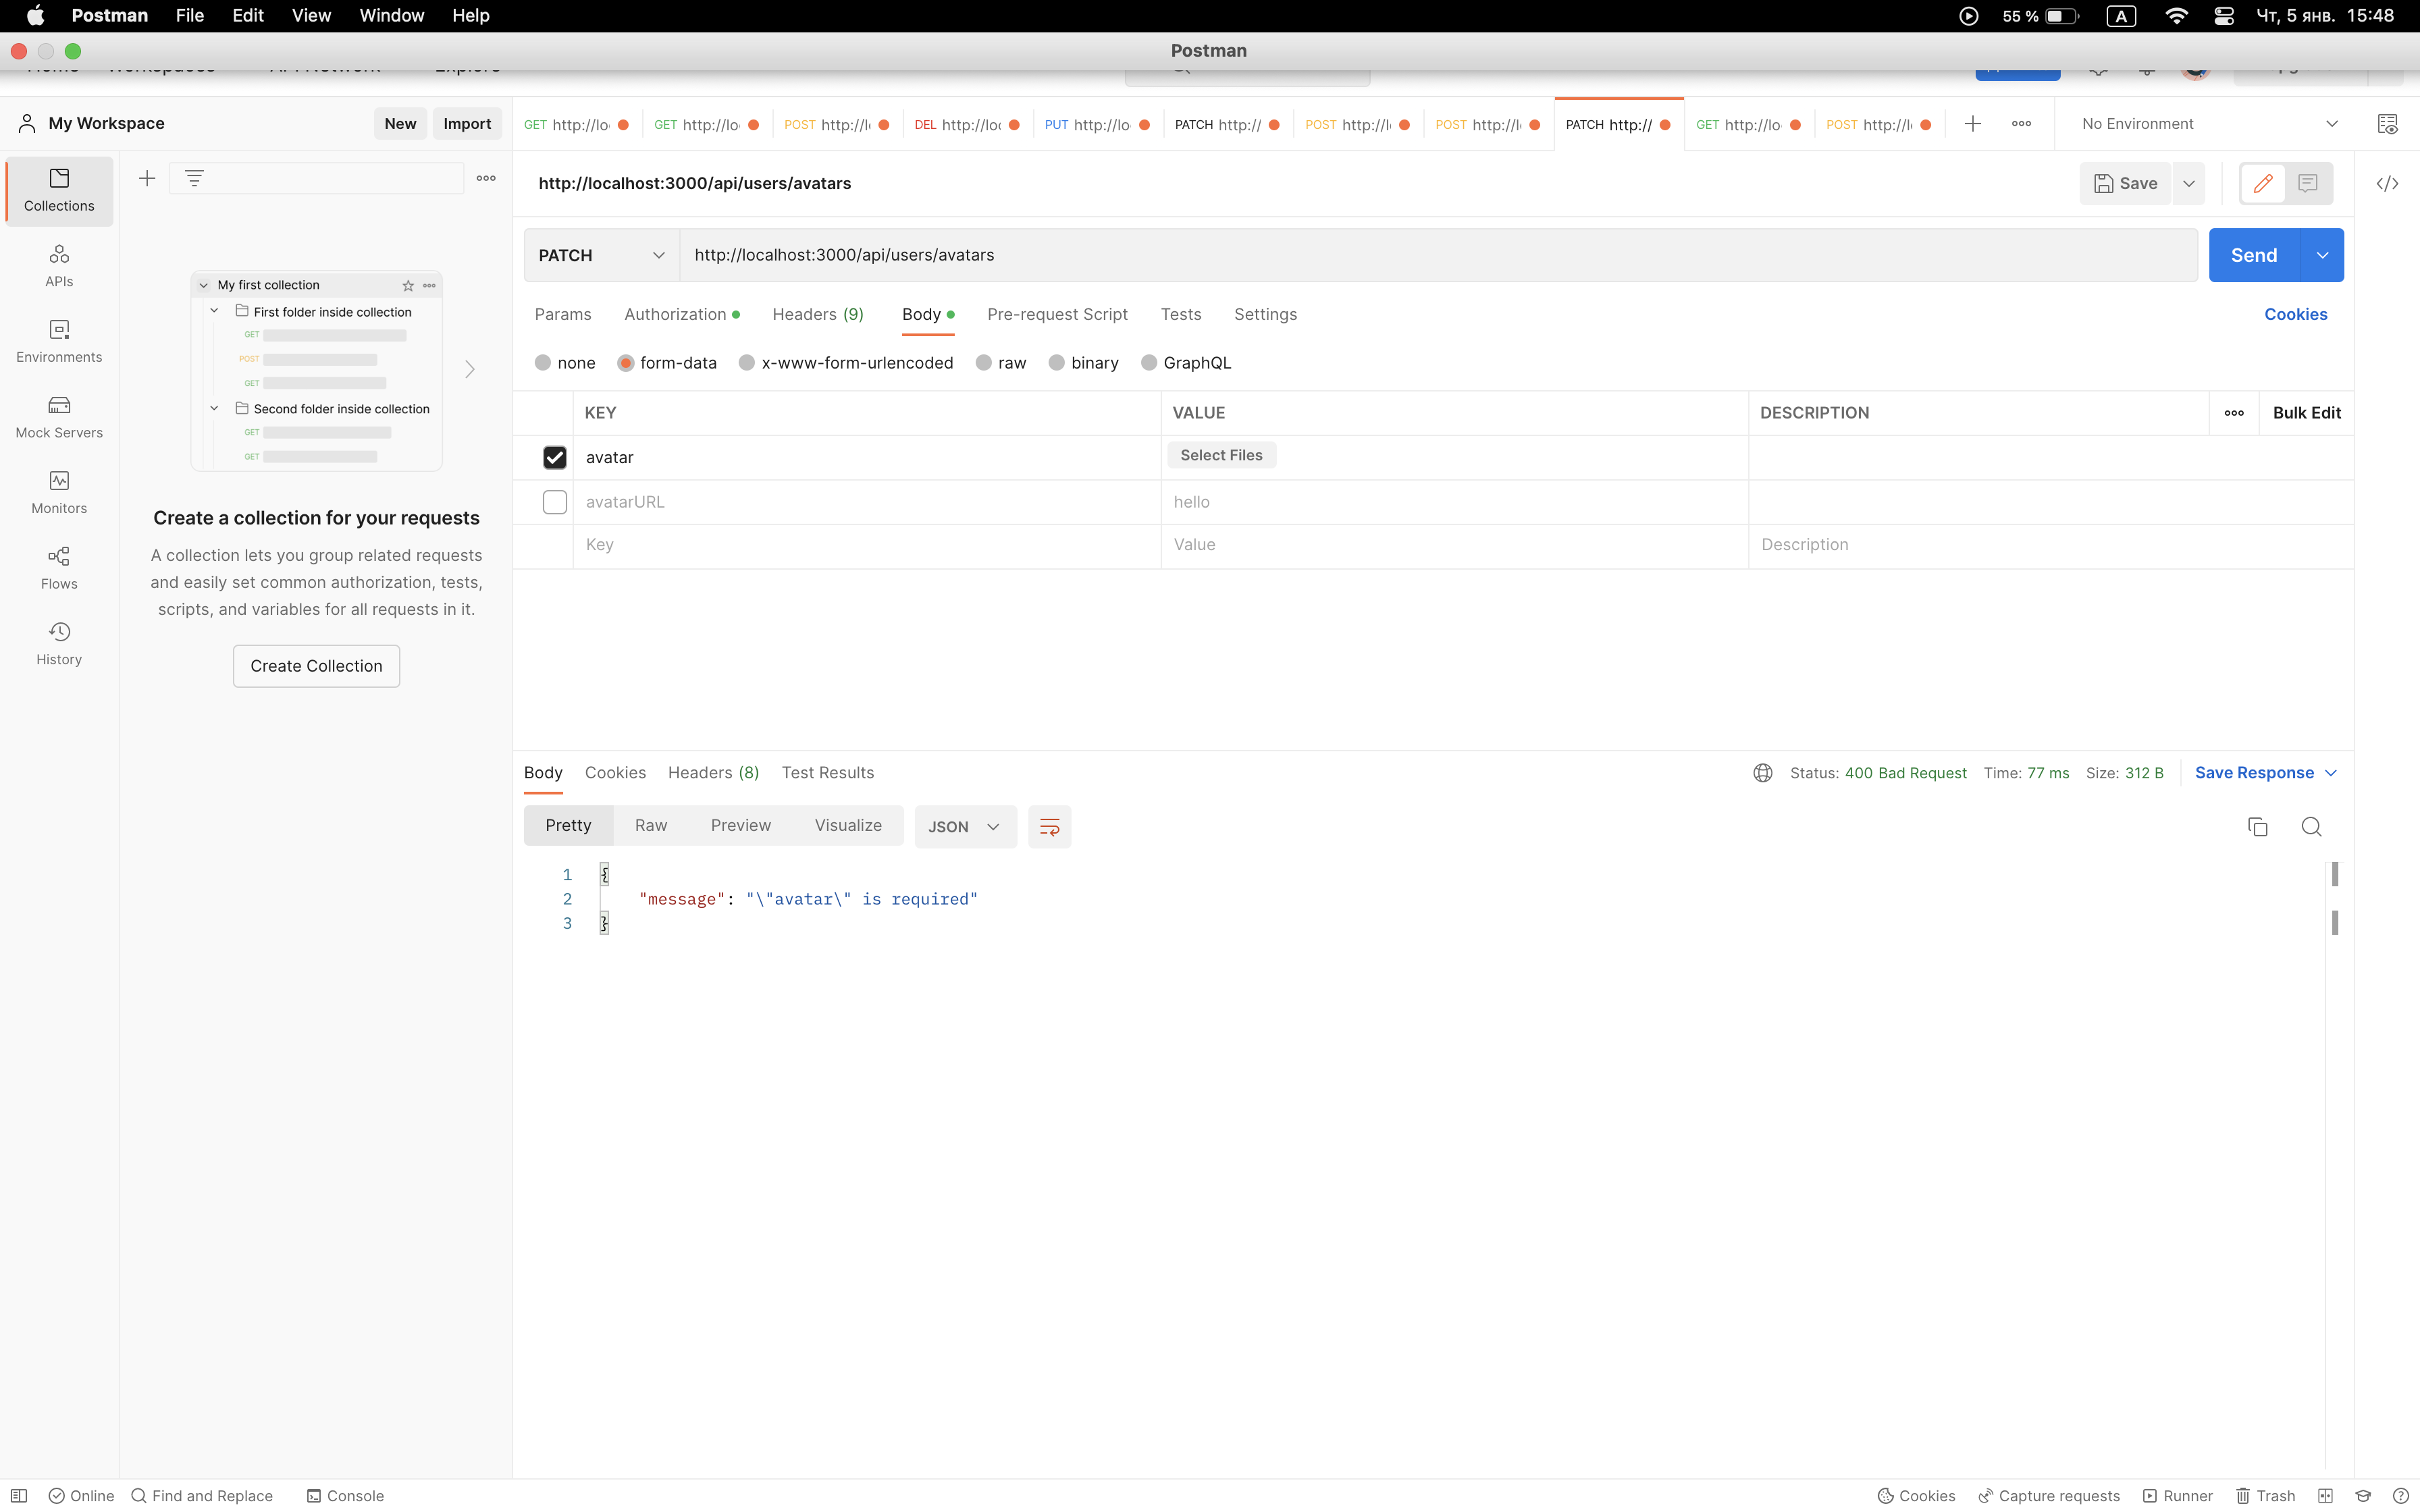 Postman File Edit View Window Help 55 % A Чт, 5 янв. 15:48
Postman
My Workspace New Import GET http://lo GET http://lo POST http://l DEL http://loc PUT http://lo PATCH http:// POST http://l POST http://l PATCH http:// GET http://lo POST http://l No Environment
Collections
APIs
Environments
Mock Servers
Monitors
Flows
History
My first collection
First folder inside collection
GET
POST
GET
Second folder inside collection
GET
GET
Create a collection for your requests
A collection lets you group related requests
and easily set common authorization, tests,
scripts, and variables for all requests in it.
Create Collection
http://localhost:3000/api/users/avatars Save
PATCH http://localhost:3000/api/users/avatars Send
Params Authorization Headers (9) Body Pre-request Script Tests Settings Cookies
none form-data x-www-form-urlencoded raw binary GraphQL
KEY VALUE DESCRIPTION Bulk Edit
avatar Select Files
avatarURL hello
Key Value Description
Body Cookies Headers (8) Test Results Status: 400 Bad Request Time: 77 ms Size: 312 B Save Response
Pretty Raw Preview Visualize JSON
1 {
2 "message": "\"avatar\" is required"
3 }
Online Find and Replace Console Cookies Capture requests Runner Trash